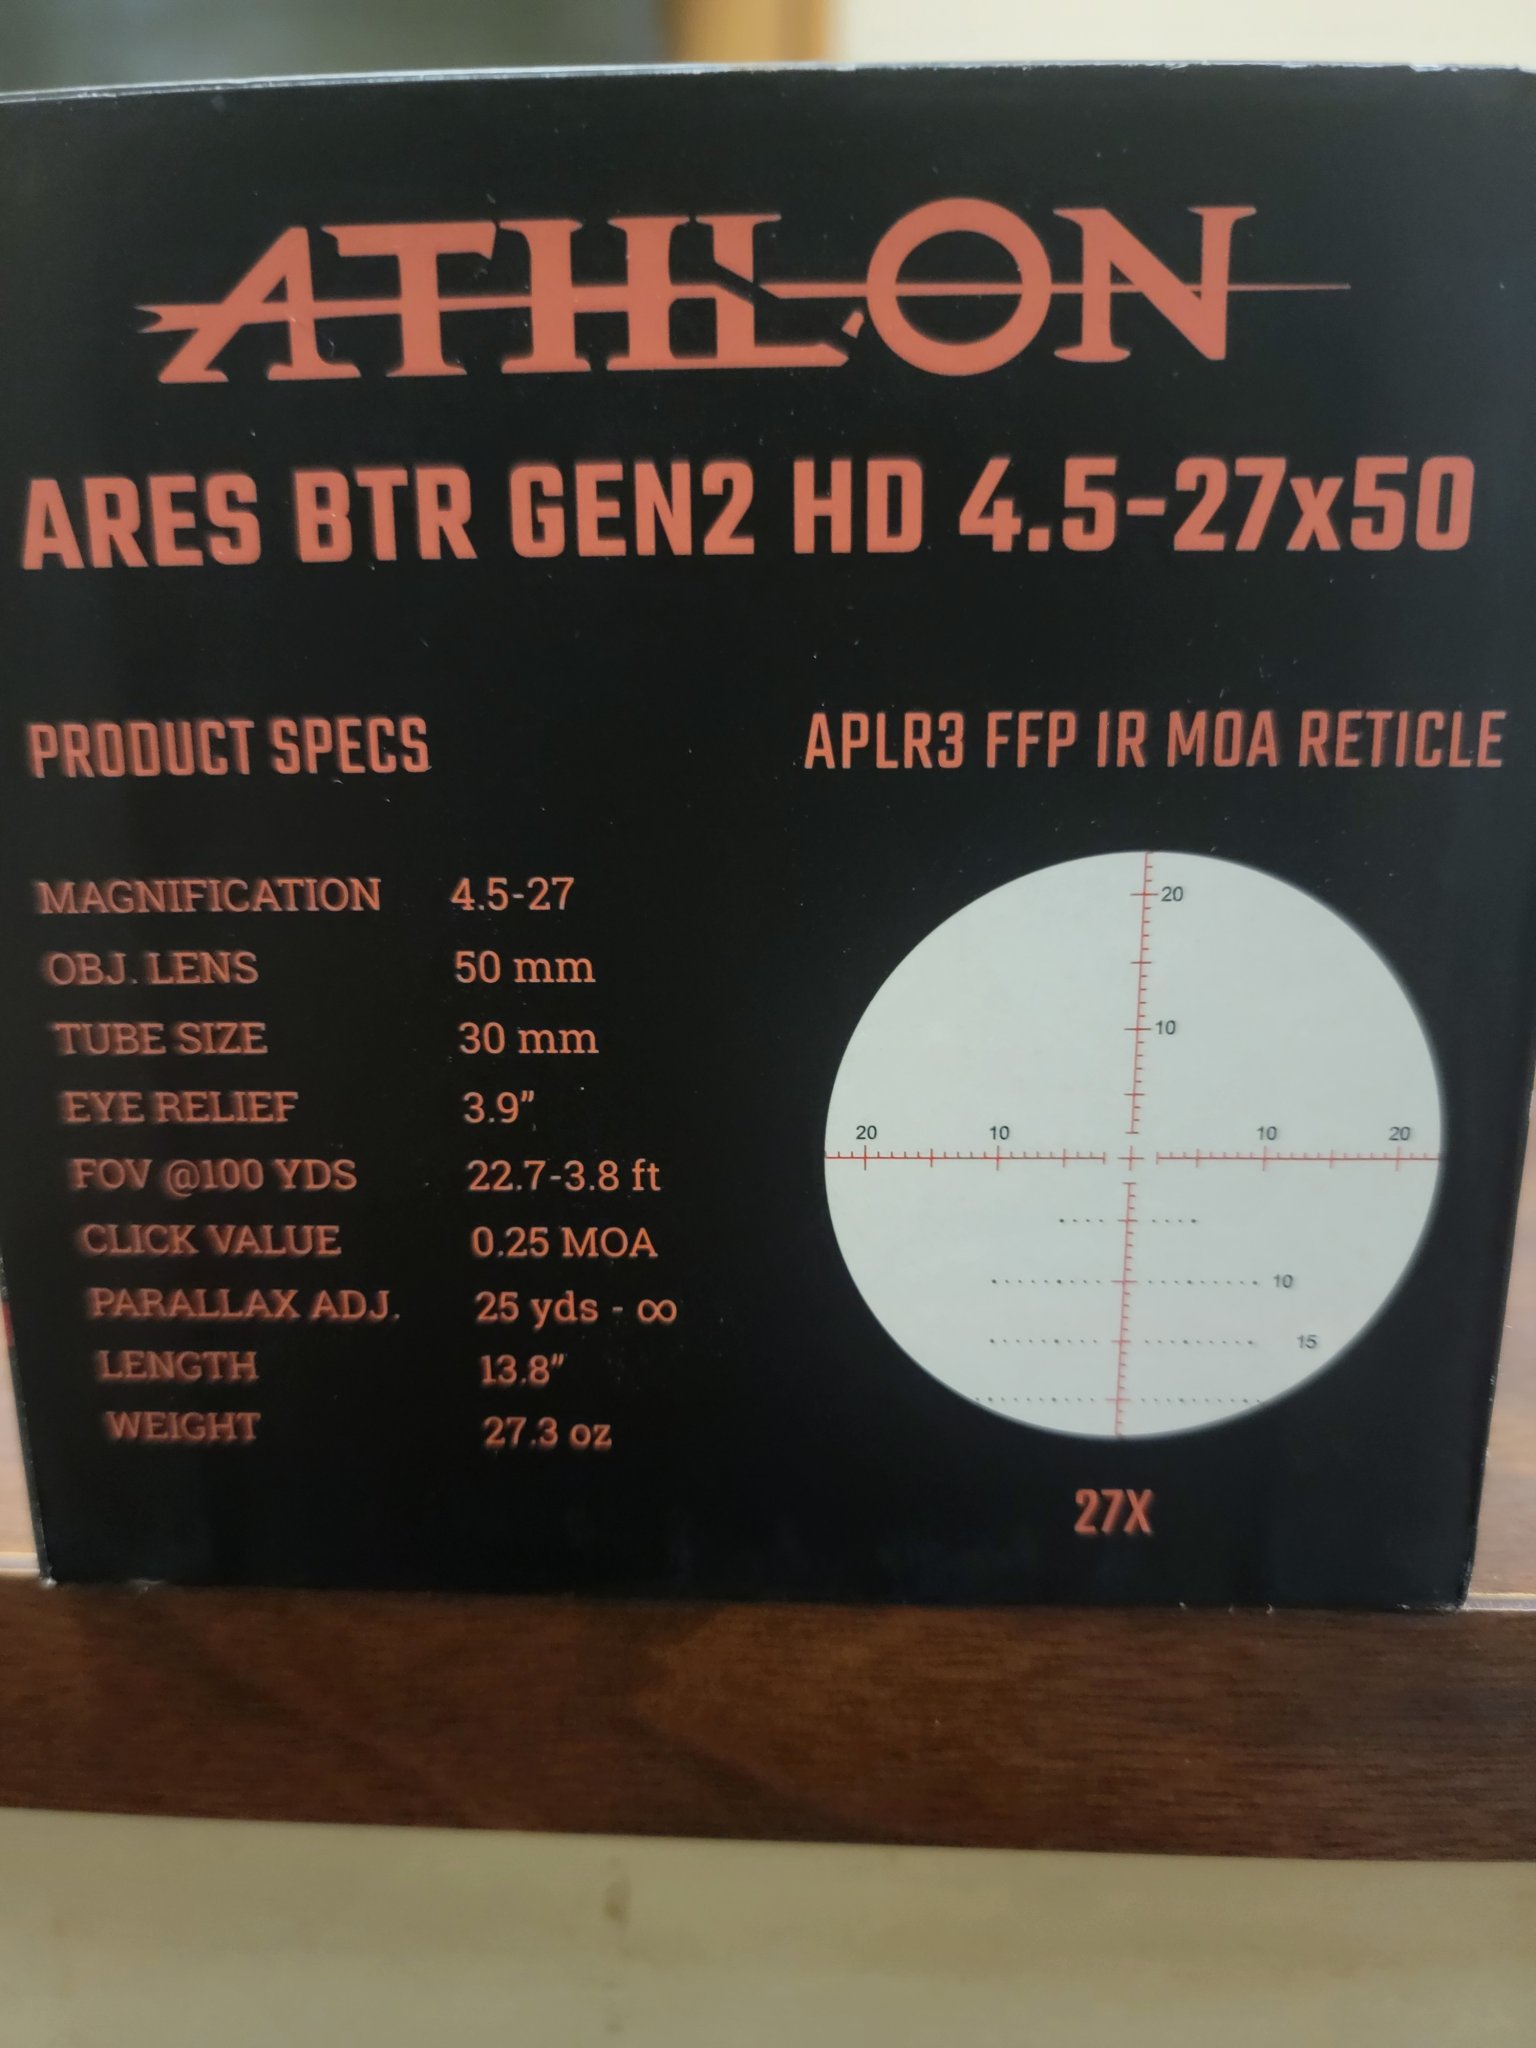 ATHLON
ARES BTR GEN2 HD 4.5-27x50
PRODUCT SPECS
MAGNIFICATION 4.5-27
OBJ. LENS 50 mm
TUBE SIZE 30 mm
EYE RELIEF 3.9"
FOV @100 YDS 22.7-3.8 ft
CLICK VALUE 0.25 MOA
PARALLAX ADJ. 25 yds - ∞
LENGTH 13.8"
WEIGHT 27.3 oz
APLR3 FFP IR MOA RETICLE
20
10
20 10 10 20
10
15
27X